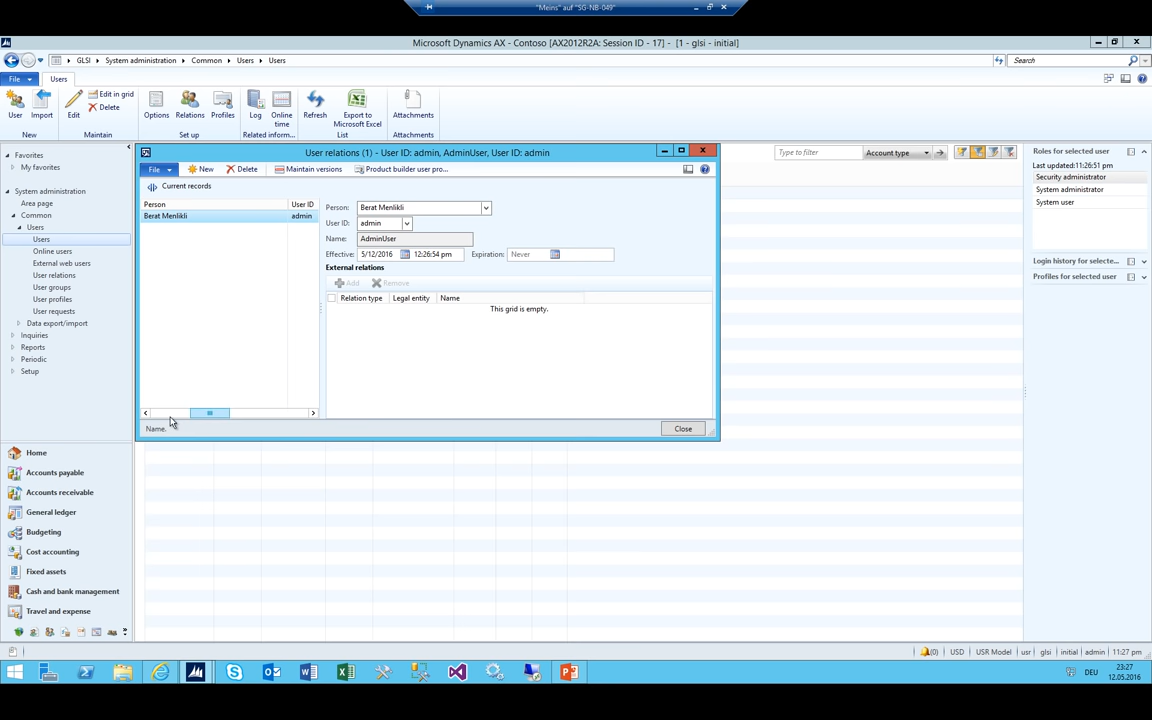 "Meins" auf "SG-NB-049"
Microsoft Dynamics AX - Contoso [AX2012R2A: Session ID - 17] - [1 - glsi - initial]
GLSI System administration Common Users Users
Search
File Users
User Import Edit Edit in grid Delete Options Relations Profiles Log Online time Refresh Export to Microsoft Excel Attachments
New Maintain Set up Related inform... List Attachments
Favorites
My favorites
System administration
Area page
Common
Users
Users
Online users
External web users
User relations
User groups
User profiles
User requests
Data export/import
Inquiries
Reports
Periodic
Setup
Home
Accounts payable
Accounts receivable
General ledger
Budgeting
Cost accounting
Fixed assets
Cash and bank management
Travel and expense
User relations (1) - User ID: admin, AdminUser, User ID: admin
File New Delete Maintain versions Product builder user pro...
Current records
Person User ID
Berat Menlikli admin
Person: Berat Menlikli
User ID: admin
Name: AdminUser
Effective: 5/12/2016 12:26:54 pm Expiration: Never
External relations
Add Remove
Relation type Legal entity Name
This grid is empty.
Name.
Close
Type to filter Account type
Roles for selected user
Last updated:11:26:51 pm
Security administrator
System administrator
System user
Login history for selecte...
Profiles for selected user
(0) USD USR Model usr glsi initial admin 11:27 pm
DEU
23:27
12.05.2016